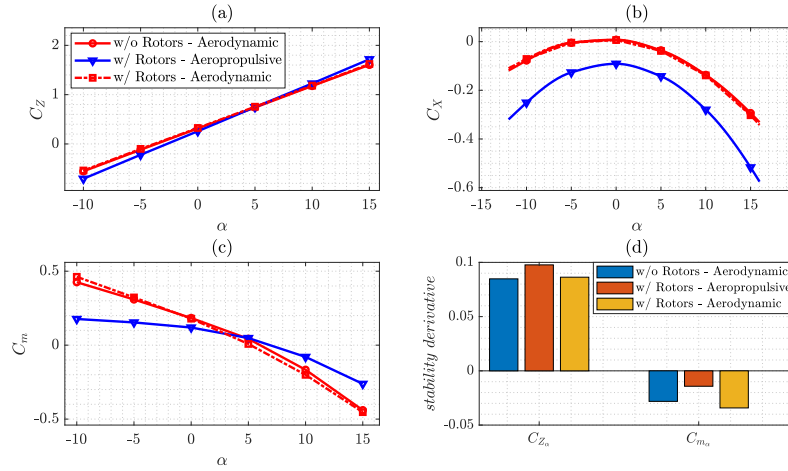 (a)
2
1
0
C_Z
-10 -5 0 5 10 15
α
w/o Rotors - Aerodynamic
w/ Rotors - Aeropropulsive
w/ Rotors - Aerodynamic
(b)
0
-0.2
-0.4
-0.6
C_X
-15 -10 -5 0 5 10 15
α
(c)
0.5
0
-0.5
C_m
-10 -5 0 5 10 15
α
(d)
0.1
0.05
0
-0.05
stability derivative
C_{Z_α} C_{m_α}
w/o Rotors - Aerodynamic
w/ Rotors - Aeropropulsive
w/ Rotors - Aerodynamic